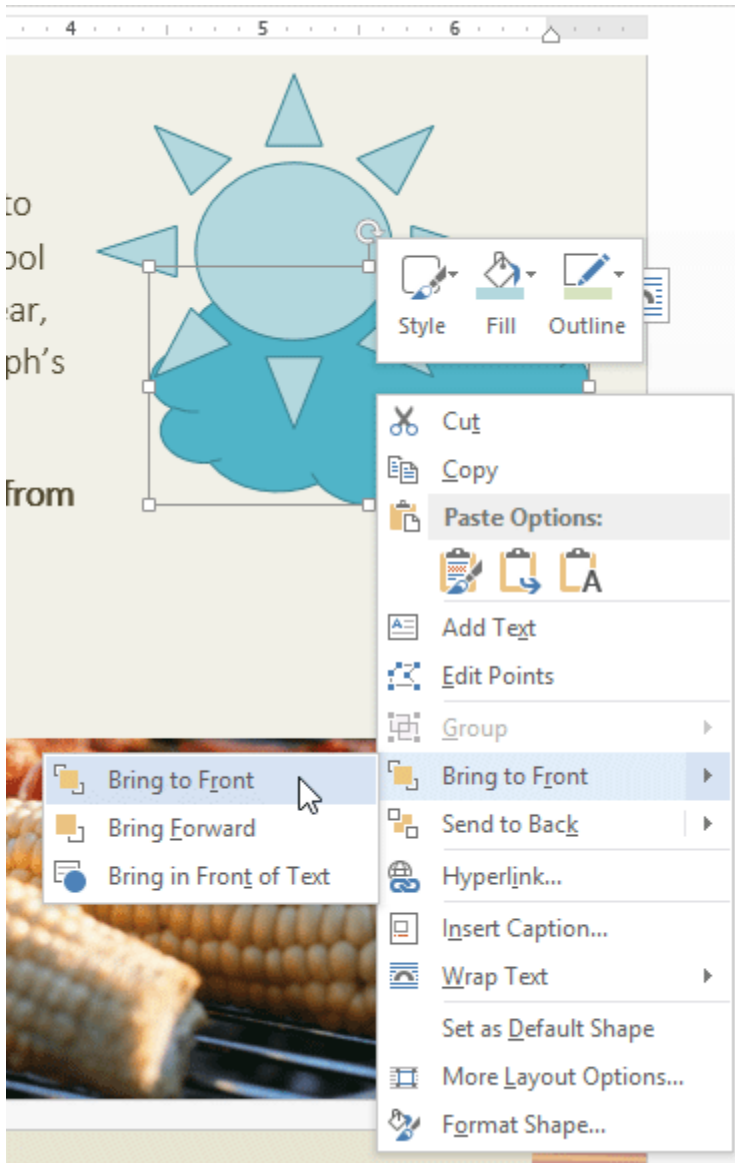 4 5 6
to
ool
ear,
ph's
from
Style Fill Outline
Cut
Copy
Paste Options:
A
Add Text
Edit Points
Group
Bring to Front
Send to Back
Hyperlink...
Insert Caption...
Wrap Text
Set as Default Shape
More Layout Options...
Format Shape...
Bring to Front
Bring Forward
Bring in Front of Text